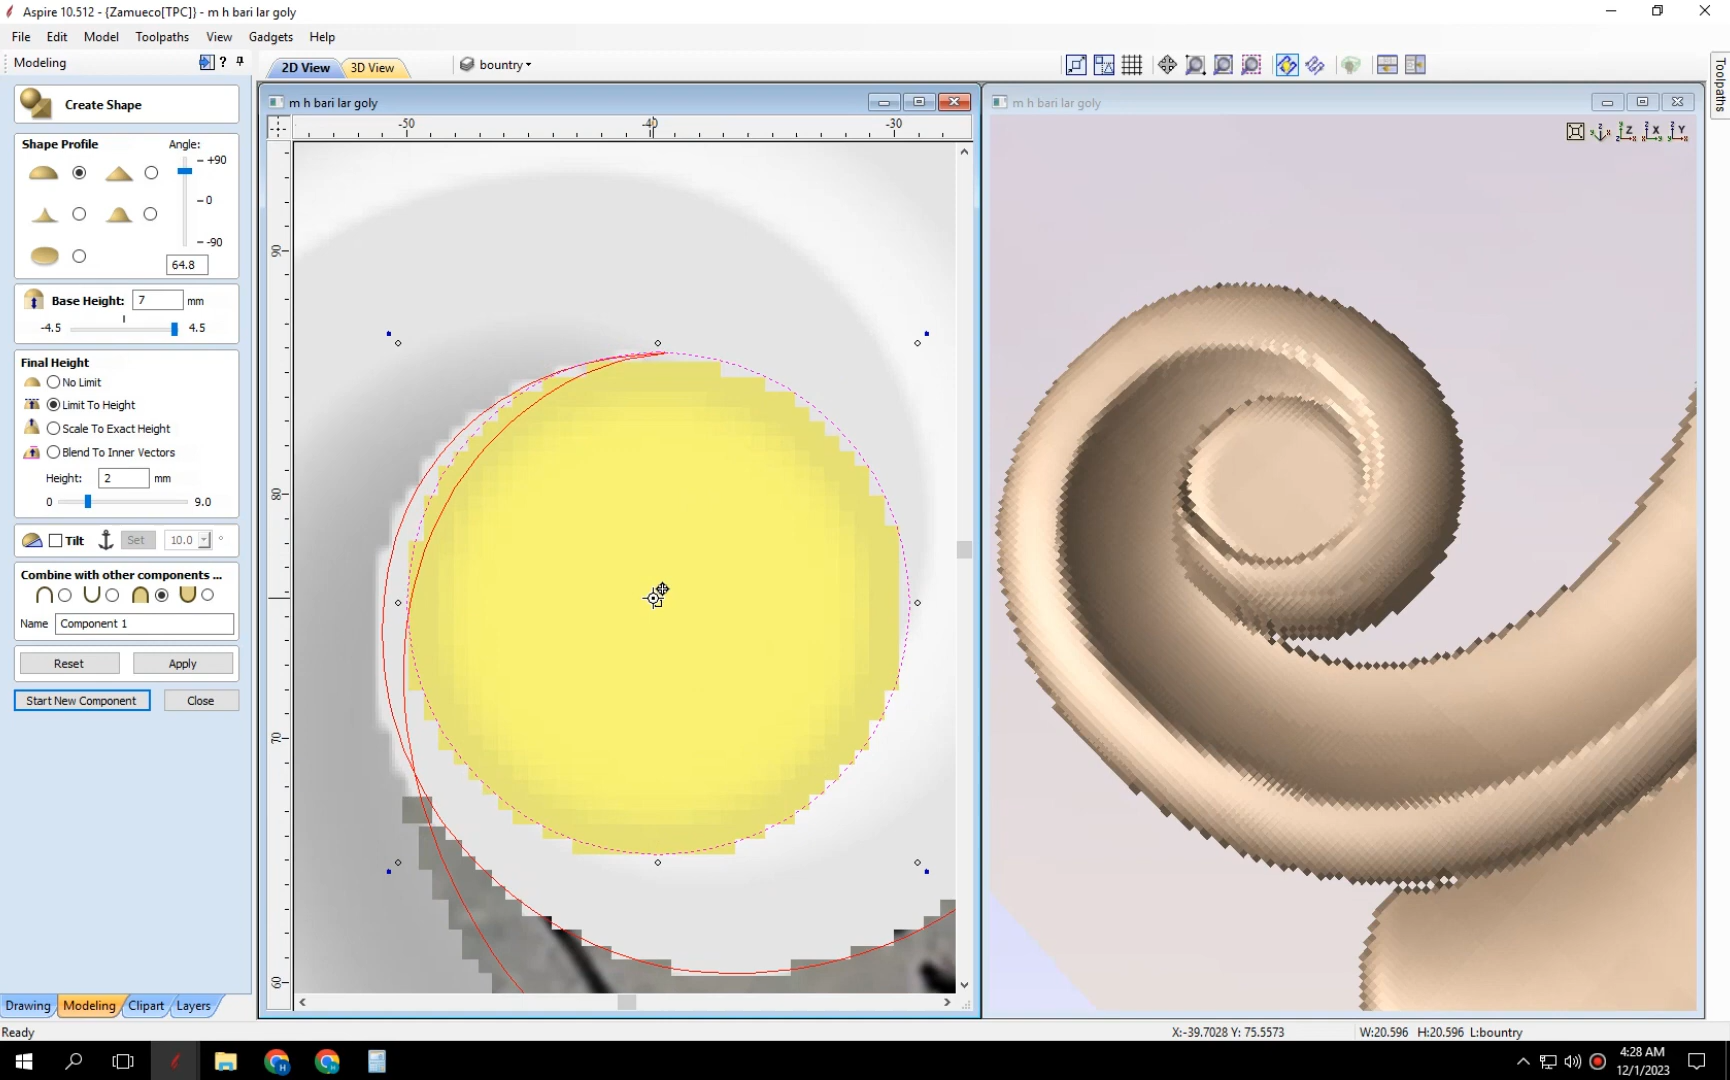 Aspire 10.512 - {Zamueco[TPC]} - m h bari lar goly
File Edit Model Toolpaths View Gadgets Help
Modeling ?
2D View 3D View bountry
Toolpaths
Create Shape
m h bari lar goly
m h bari lar goly
-50 -40 -30
90
80
70
60
Z X Y
Shape Profile Angle:
+90
0
-90
64.8
Base Height: 7 mm
-4.5 4.5
Final Height
No Limit
Limit To Height
Scale To Exact Height
Blend To Inner Vectors
Height: 2 mm
0 9.0
Tilt Set 10.0 °
Combine with other components ...
Name Component 1
Reset Apply
Start New Component Close
Drawing Modeling Clipart Layers
Ready X:-39.7028 Y: 75.5573 W:20.596 H:20.596 L:bountry
4:28 AM
12/1/2023